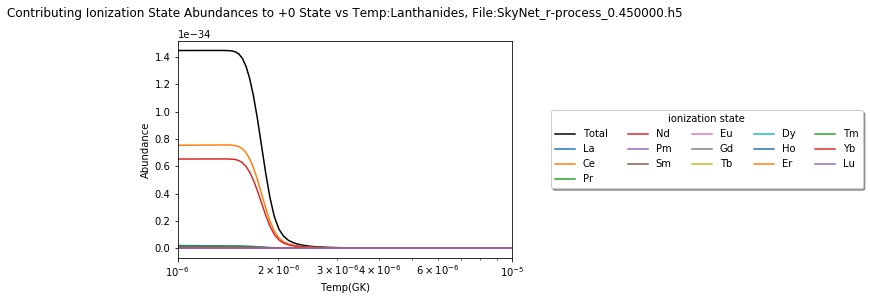 Contributing Ionization State Abundances to +0 State vs Temp:Lanthanides, File:SkyNet_r-process_0.450000.h5
1e−34
1.4
1.2
1.0
0.8
0.6
0.4
0.2
0.0
Abundance
10⁻⁶
2 × 10⁻⁶
3 × 10⁻⁶
4 × 10⁻⁶
6 × 10⁻⁶
10⁻⁵
Temp(GK)
ionization state
Total Nd Eu Dy Tm
La Pm Gd Ho Yb
Ce Sm Tb Er Lu
Pr